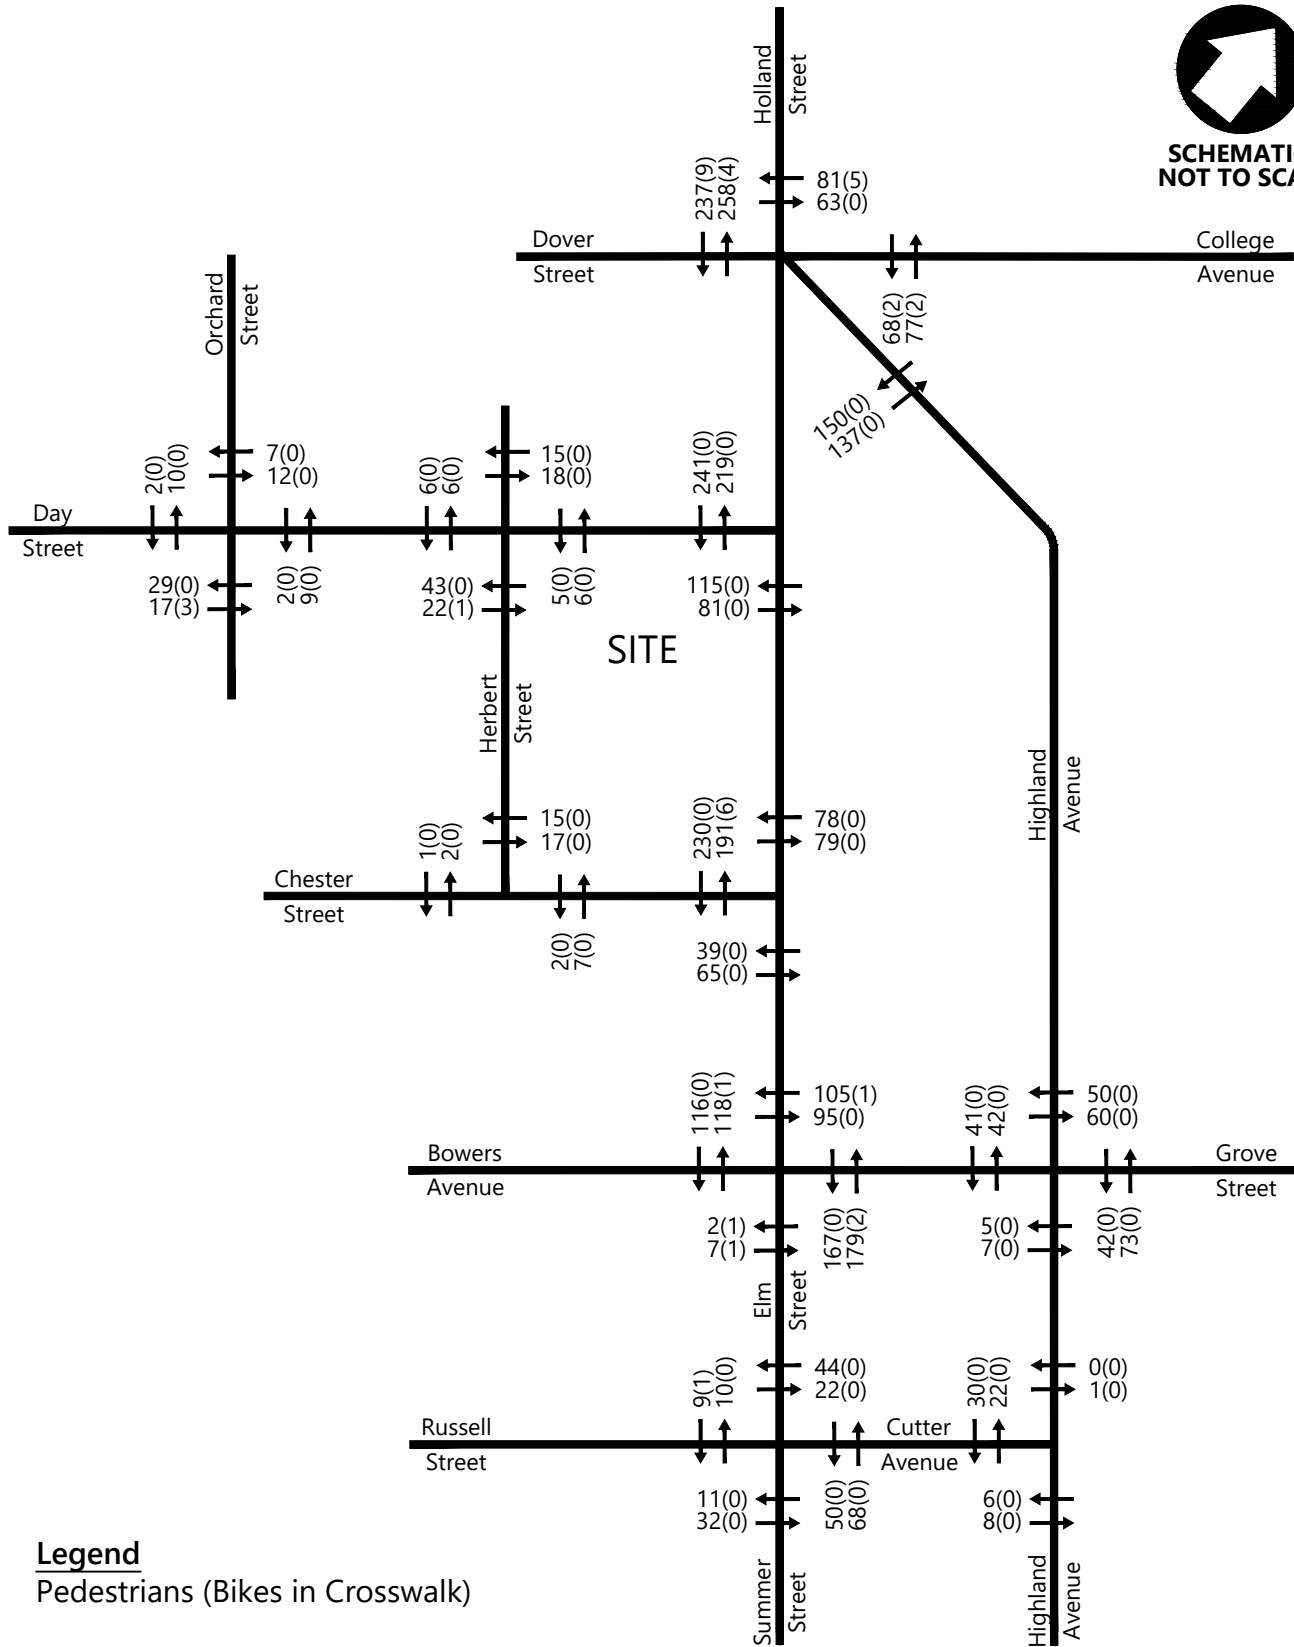 Holland
Street
SCHEMATI
NOT TO SCA
237(9)
258(4)
81(5)
63(0)
Dover
Street
College
Avenue
68(2)
77(2)
150(0)
137(0)
Orchard
Street
2(0)
10(0)
7(0)
12(0)
6(0)
6(0)
15(0)
18(0)
241(0)
219(0)
Day
Street
29(0)
17(3)
2(0)
9(0)
43(0)
22(1)
5(0)
6(0)
115(0)
81(0)
SITE
Herbert
Street
Highland
Avenue
1(0)
2(0)
15(0)
17(0)
230(0)
191(6)
78(0)
79(0)
Chester
Street
2(0)
7(0)
39(0)
65(0)
116(0)
118(1)
105(1)
95(0)
41(0)
42(0)
50(0)
60(0)
Bowers
Avenue
Grove
Street
2(1)
7(1)
167(0)
179(2)
5(0)
7(0)
42(0)
73(0)
Elm
Street
9(1)
10(0)
44(0)
22(0)
30(0)
22(0)
0(0)
1(0)
Russell
Street
Cutter
Avenue
11(0)
32(0)
50(0)
68(0)
6(0)
8(0)
Summer
Street
Highland
Avenue
Legend
Pedestrians (Bikes in Crosswalk)